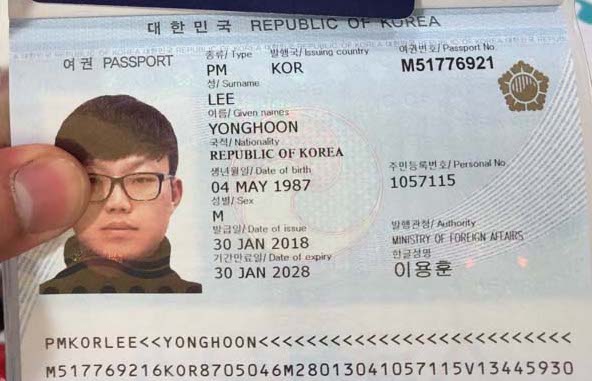 대한민국 REPUBLIC OF KOREA
여권 PASSPORT
종류/ Type 발행국/ Issuing country 여권번호/ Passport No.
PM KOR M51776921
성/ Surname
LEE
이름/ Given names
YONGHOON
국적/ Nationality
REPUBLIC OF KOREA
생년월일/ Date of birth 주민등록번호/ Personal No.
04 MAY 1987 1057115
성별/ Sex
M
발급일/ Date of issue 발행관청/ Authority
30 JAN 2018 MINISTRY OF FOREIGN AFFAIRS
기간만료일/ Date of expiry 한글성명
30 JAN 2028 이용훈
PMKORLEE<<YONGHOON<<<<<<<<<<<<<<<<<<<<<<<<<<
M517769216KOR8705046M28013041057115V13445930